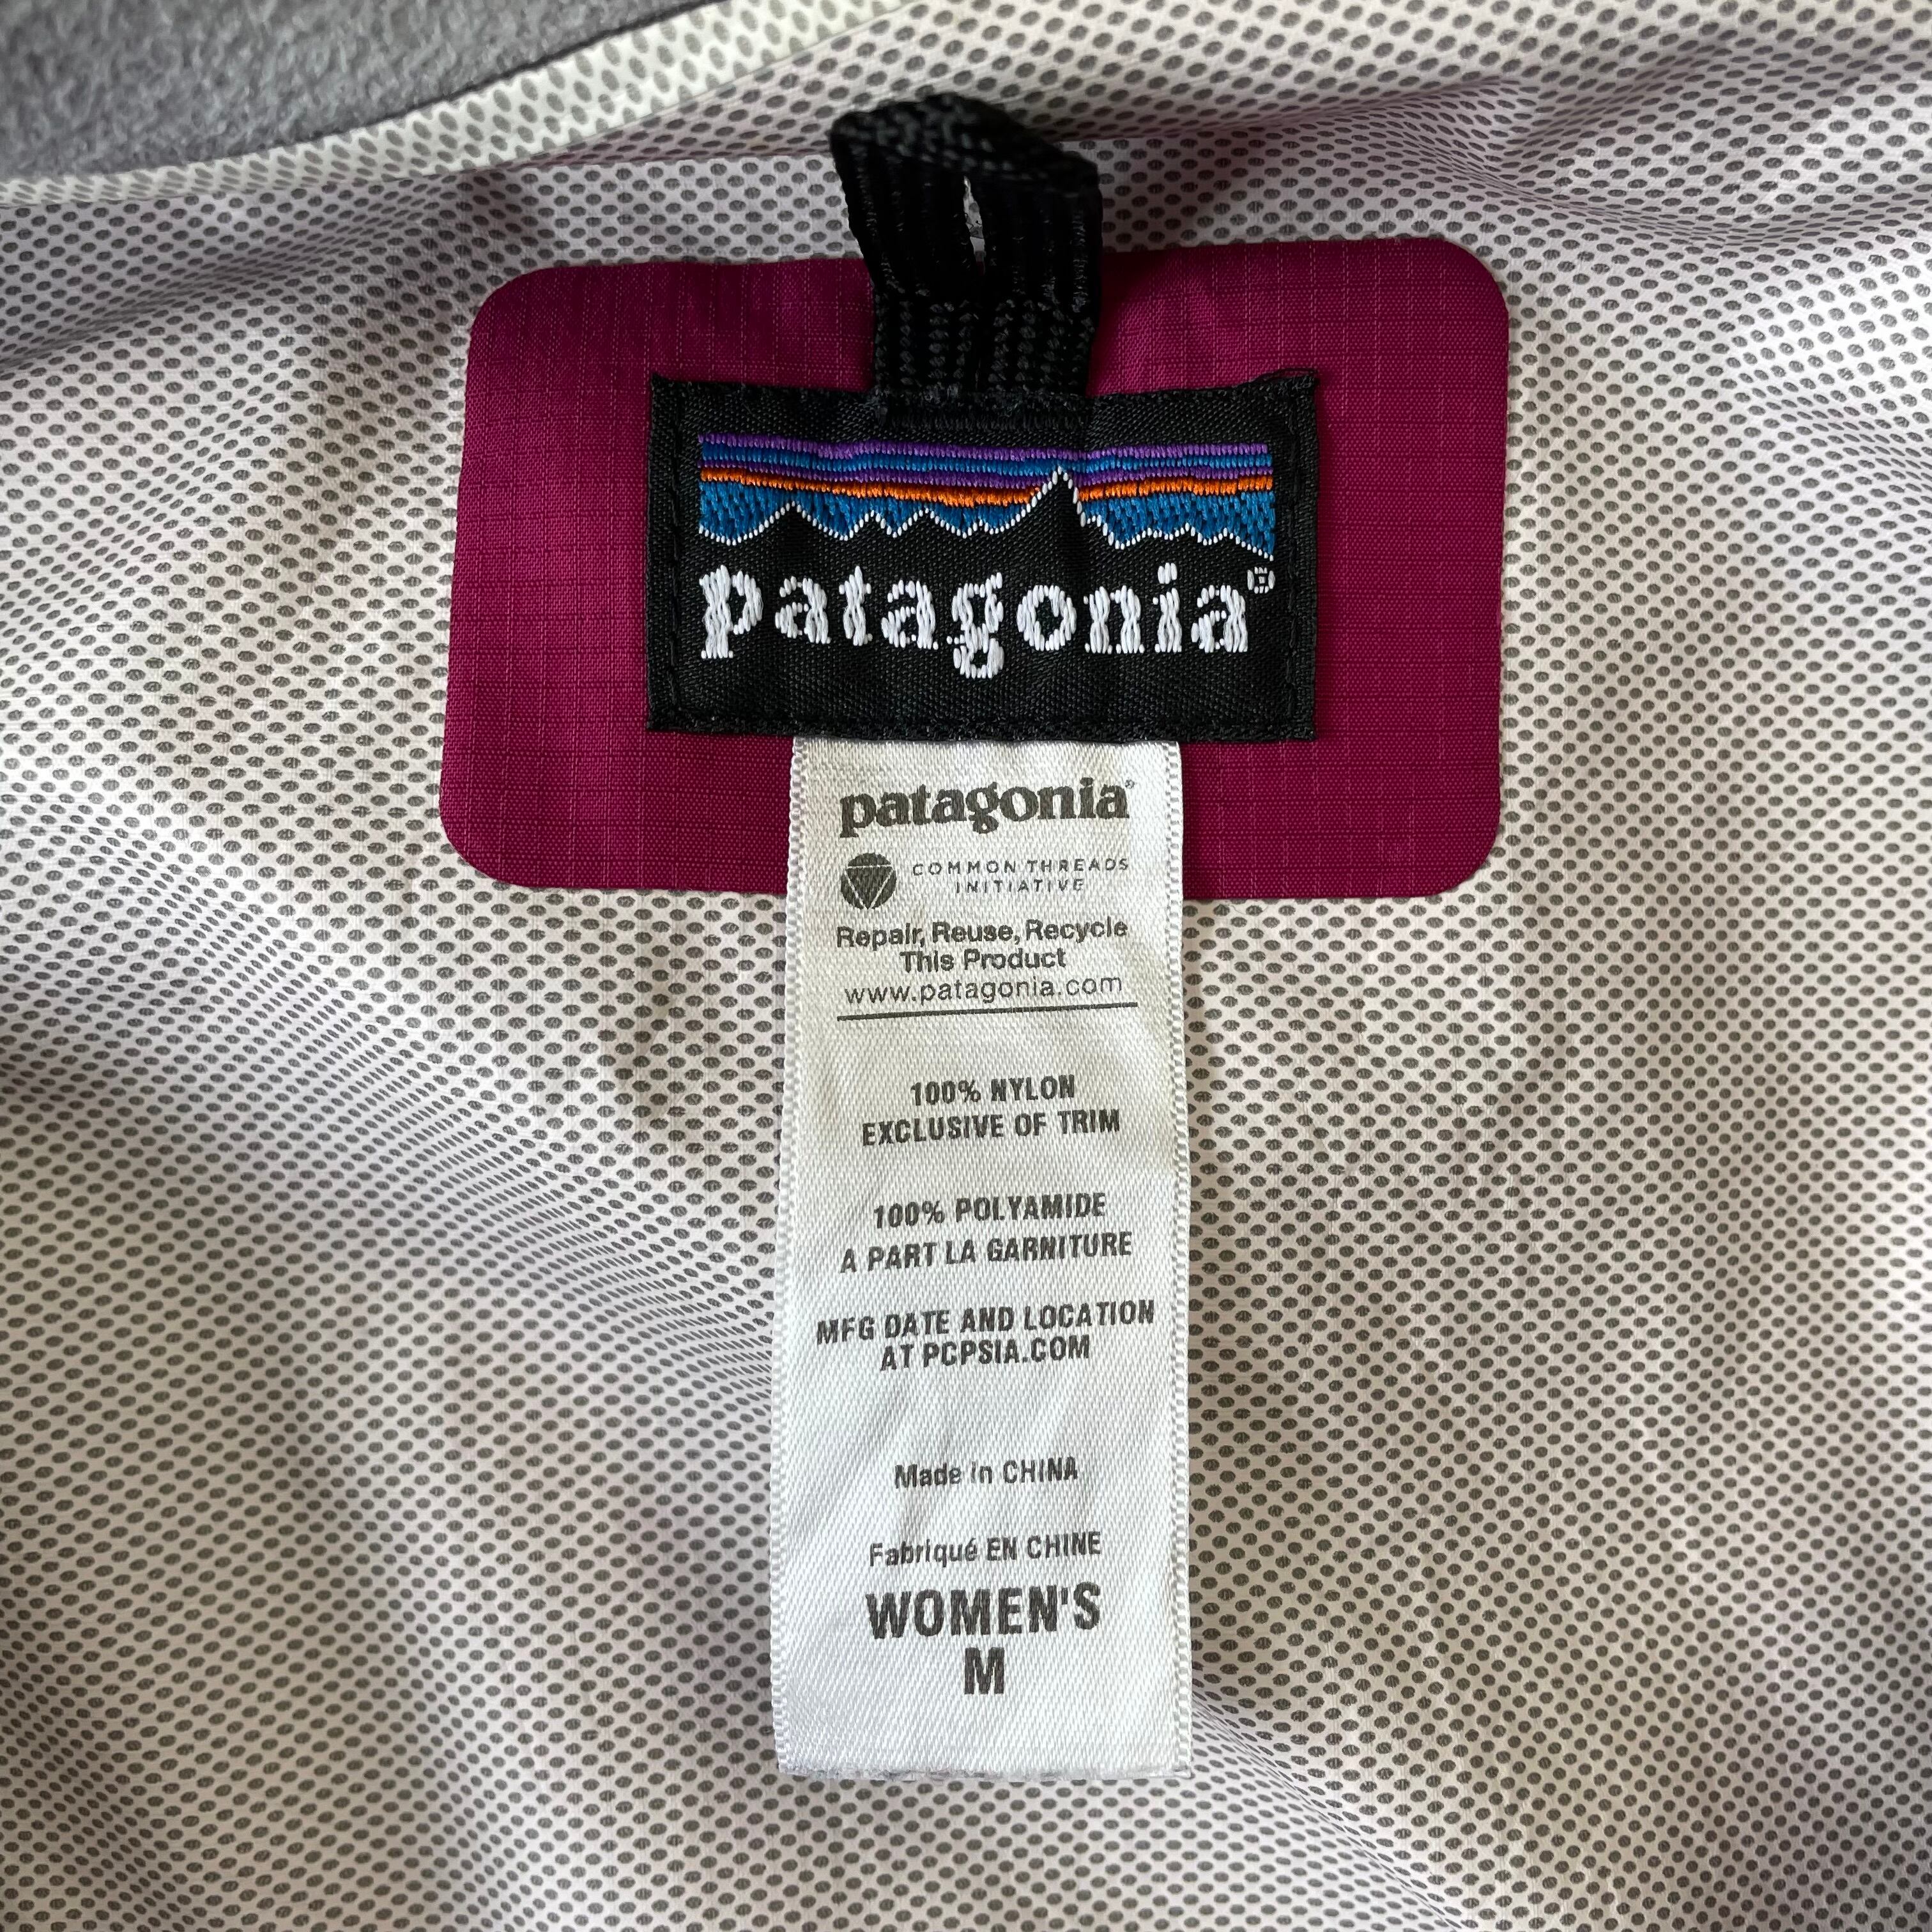 patagonia®
patagonia®
COMMON THREADS
INITIATIVE
Repair, Reuse, Recycle
This Product
www.patagonia.com
100% NYLON
EXCLUSIVE OF TRIM
100% POLYAMIDE
A PART LA GARNITURE
MFG DATE AND LOCATION
AT PCPSIA.COM
Made in CHINA
Fabriqué EN CHINE
WOMEN'S
M